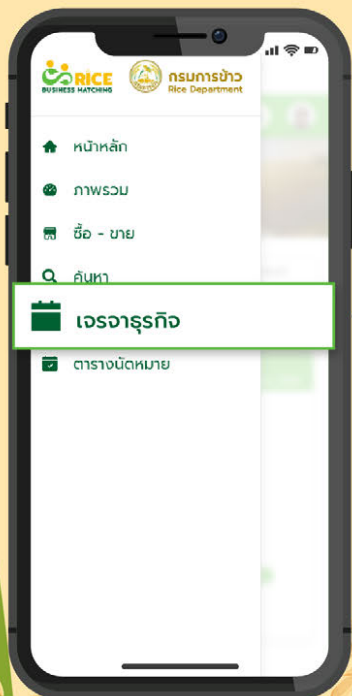 RICE
BUSINESS MATCHING
กรมการข้าว
Rice Department
หน้าหลัก
ภาพรวม
ซื้อ - ขาย
ค้นหา
เจรจาธุรกิจ
ตารางนัดหมาย